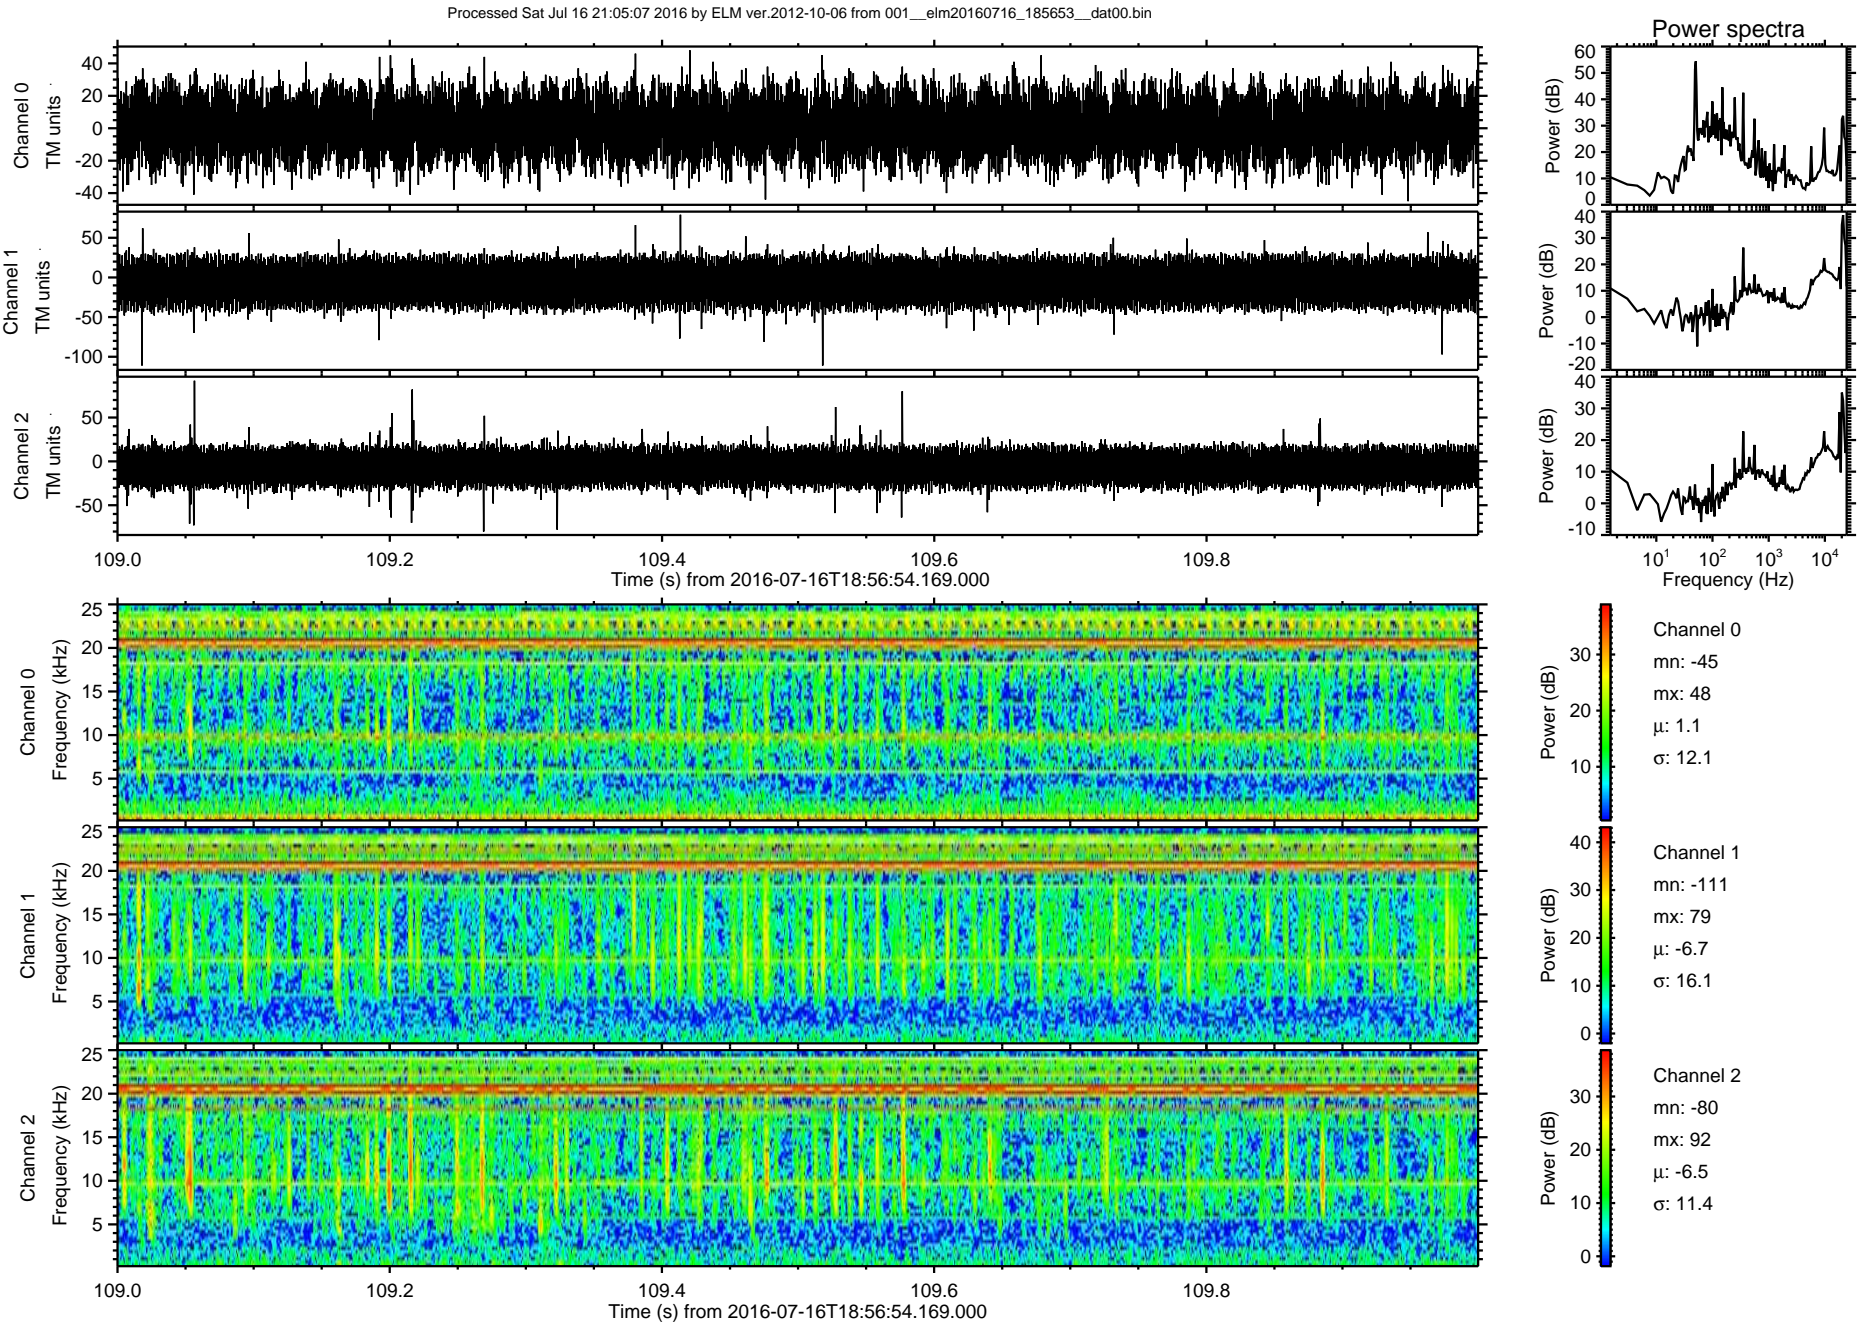 Processed Sat Jul 16 21:05:07 2016 by ELM ver.2012-10-06 from 001__elm20160716_185653__dat00.bin
Power spectra
Channel 0
TM units
40
20
0
-20
-40
Power (dB)
60
50
40
30
20
10
0
Channel 1
TM units
50
0
-50
-100
Power (dB)
40
30
20
10
0
-10
-20
Channel 2
TM units
50
0
-50
Power (dB)
40
30
20
10
0
-10
109.0 109.2 109.4 109.6 109.8
Time (s) from 2016-07-16T18:56:54.169.000
10^1 10^2 10^3 10^4
Frequency (Hz)
Channel 0
Frequency (kHz)
25
20
15
10
5
Power (dB)
30
20
10
Channel 0
mn: -45
mx: 48
μ: 1.1
σ: 12.1
Channel 1
Frequency (kHz)
25
20
15
10
5
Power (dB)
40
30
20
10
0
Channel 1
mn: -111
mx: 79
μ: -6.7
σ: 16.1
Channel 2
Frequency (kHz)
25
20
15
10
5
Power (dB)
30
20
10
0
Channel 2
mn: -80
mx: 92
μ: -6.5
σ: 11.4
109.0 109.2 109.4 109.6 109.8
Time (s) from 2016-07-16T18:56:54.169.000